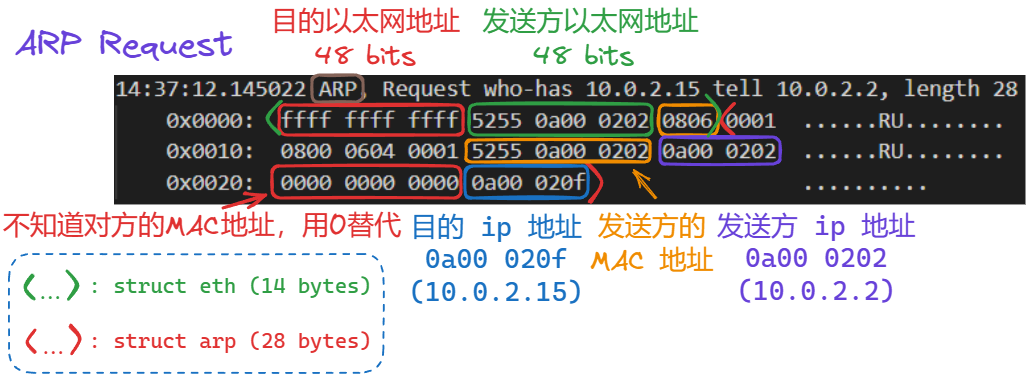 目的以太网地址 发送方以太网地址
ARP Request 48 bits 48 bits
14:37:12.145022 ARP, Request who-has 10.0.2.15 tell 10.0.2.2, length 28
0x0000: ffff ffff ffff 5255 0a00 0202 0806 0001 ......RU........
0x0010: 0800 0604 0001 5255 0a00 0202 0a00 0202 ......RU........
0x0020: 0000 0000 0000 0a00 020f ..........
不知道对方的MAC地址，用0替代 目的 ip 地址 发送方的 发送方 ip 地址
0a00 020f MAC 地址 0a00 0202
(10.0.2.15) (10.0.2.2)
<...> : struct eth (14 bytes)
<...> : struct arp (28 bytes)